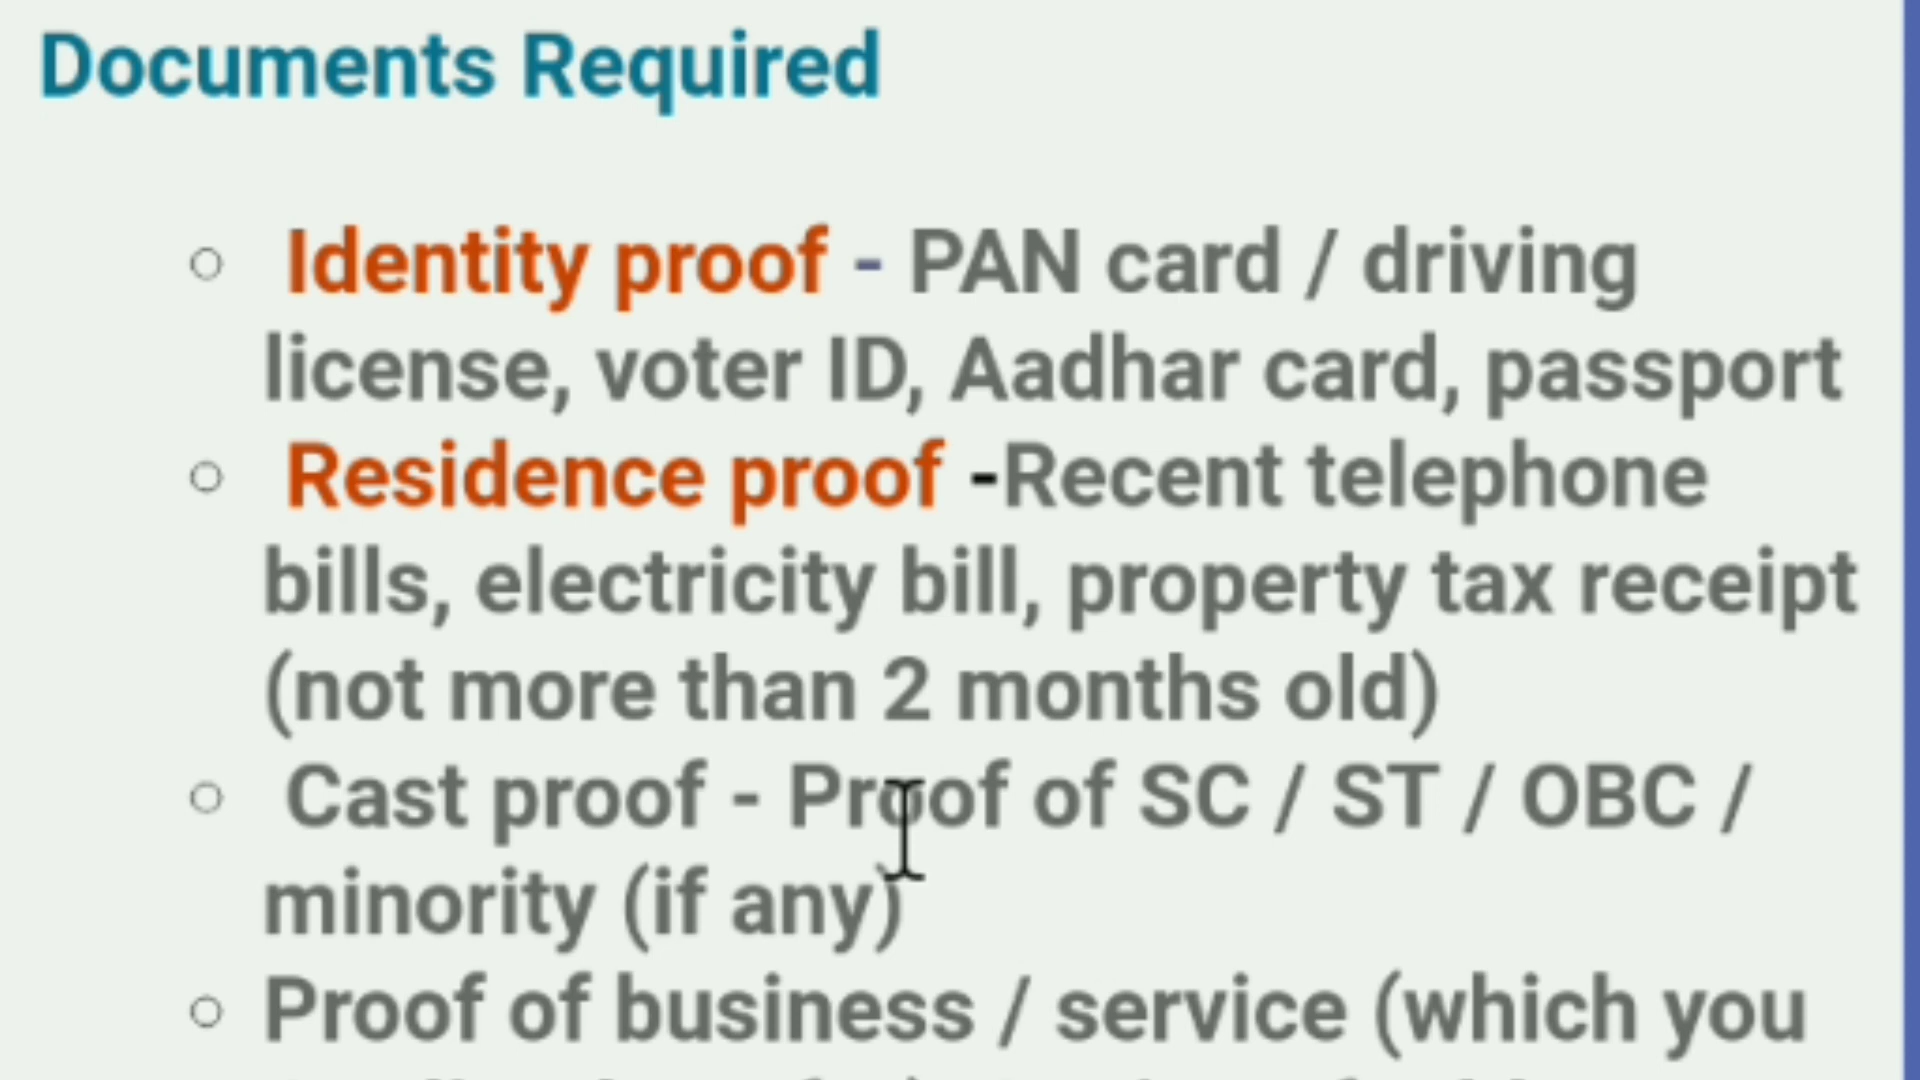 Documents Required
Identity proof - PAN card / driving
license, voter ID, Aadhar card, passport
Residence proof -Recent telephone
bills, electricity bill, property tax receipt
(not more than 2 months old)
Cast proof - Proof of SC / ST / OBC /
minority (if any)
Proof of business / service (which you